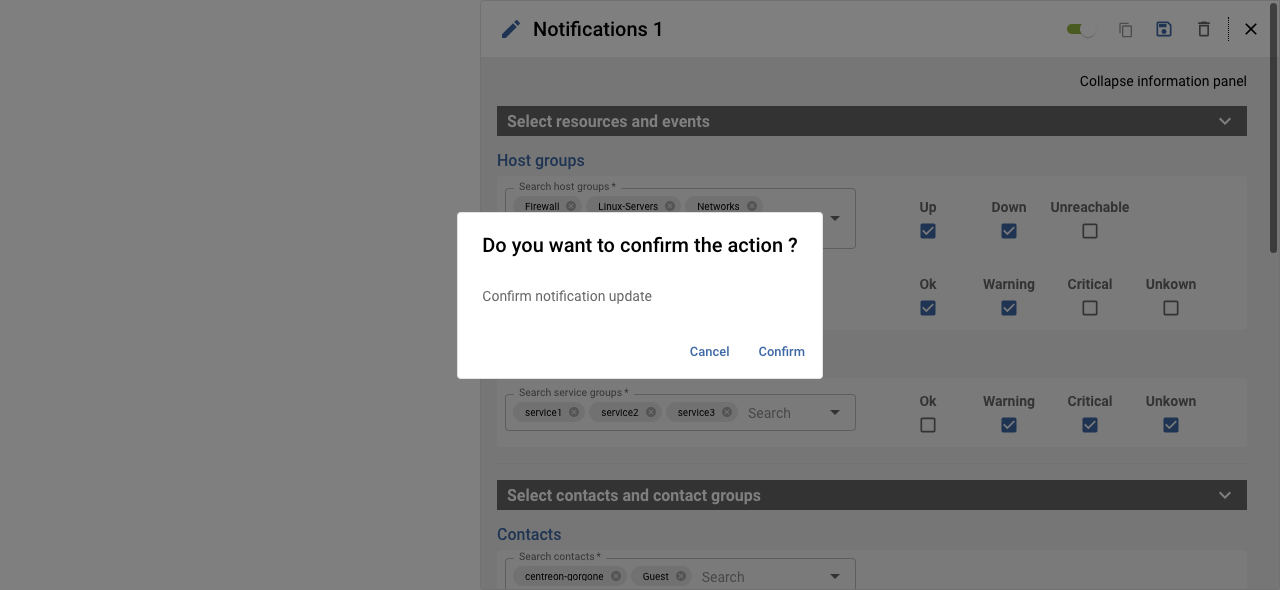 Notifications 1
Collapse information panel
Select resources and events
Host groups
Search host groups *
Firewall Linux-Servers Networks
Up Down Unreachable
Do you want to confirm the action ?
Confirm notification update
Ok Warning Critical Unkown
Cancel Confirm
Search service groups *
service1 service2 service3 Search
Ok Warning Critical Unkown
Select contacts and contact groups
Contacts
Search contacts *
centreon-gorgone Guest Search